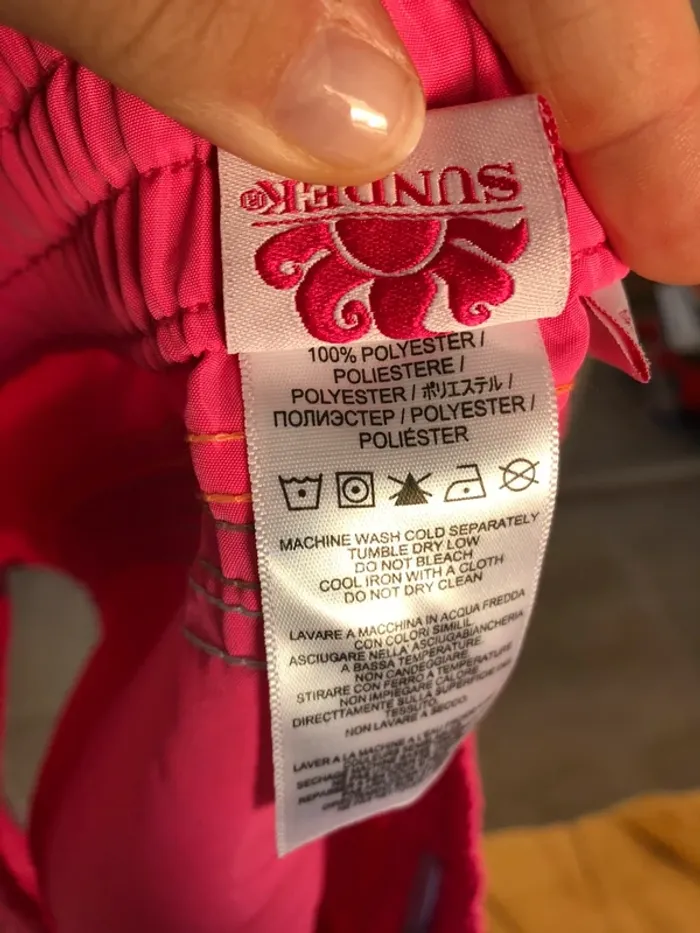 SUNDEK®
100% POLYESTER /
POLIESTERE /
POLYESTER / ポリエステル /
ПОЛИЭСТЕР / POLYESTER /
POLIÉSTER
MACHINE WASH COLD SEPARATELY
TUMBLE DRY LOW
DO NOT BLEACH
COOL IRON WITH A CLOTH
DO NOT DRY CLEAN
LAVARE A MACCHINA IN ACQUA FREDDA
CON COLORI SIMILI.
ASCIUGARE NELLA' ASCIUGABIANCHERIA
A BASSA TEMPERATURE.
NON CANDEGGIARE.
STIRARE CON FERRO A TEMPERATURE
NON IMPIEGARE CALORE
DIRECTTAMENTE SULLA SUPERFICIE DEL
TESSUTO.
NON LAVARE A SECCO.
LAVER A LA MACHINE A L'EAU